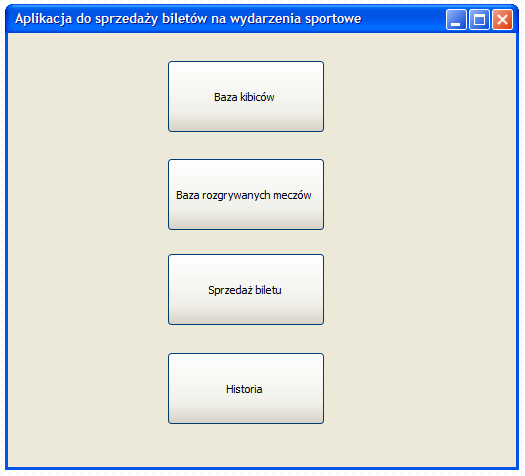 Aplikacja do sprzedaży biletów na wydarzenia sportowe
Baza kibiców
Baza rozgrywanych meczów
Sprzedaż biletu
Historia